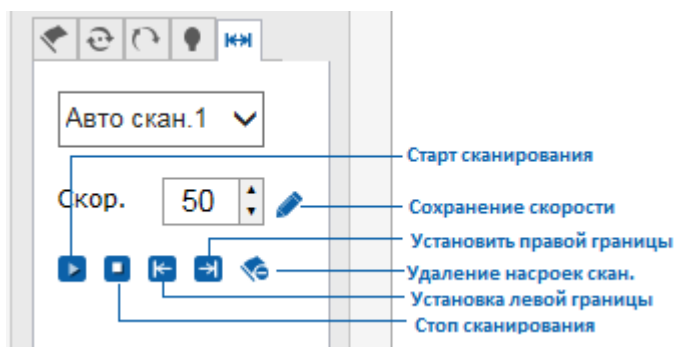 Авто скан.1
Старт сканирования
Скор. 50
Сохранение скорости
Установить правой границы
Удаление насроек скан.
Установка левой границы
Стоп сканирования